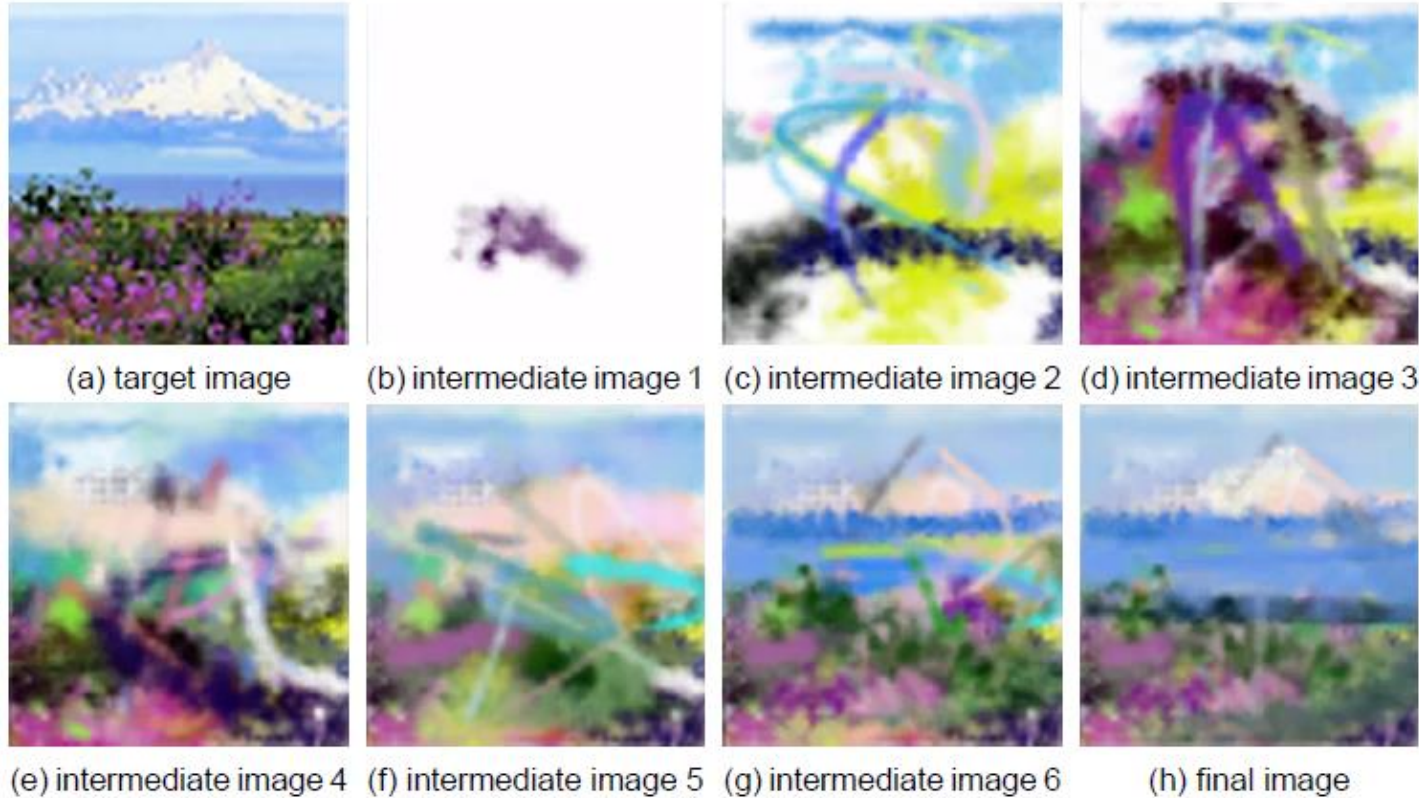 (a) target image
(b) intermediate image 1
(c) intermediate image 2
(d) intermediate image 3
(e) intermediate image 4
(f) intermediate image 5
(g) intermediate image 6
(h) final image